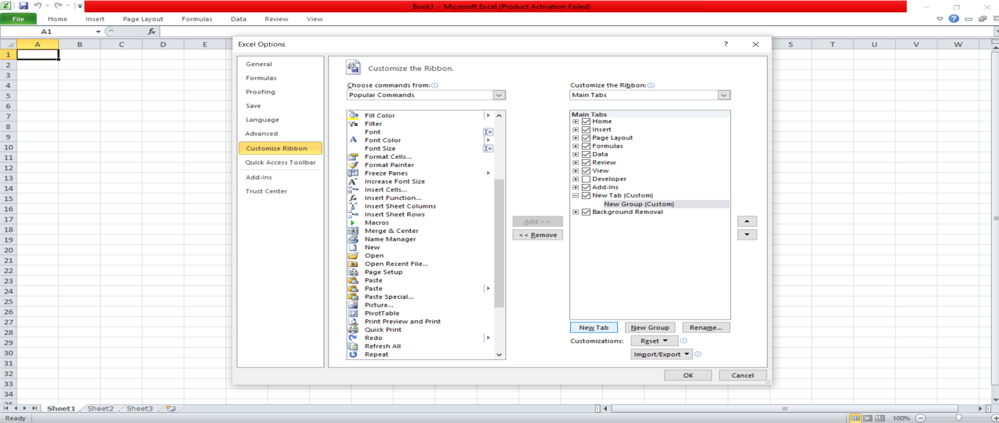 Book1 - Microsoft Excel (Product Activation Failed)
File Home Insert Page Layout Formulas Data Review View
A1 fx
A B C D E S T U V W
1
2
3
4
5
6
7
8
9
10
11
12
13
14
15
16
17
18
19
20
21
22
23
24
25
26
27
28
29
30
31
32
33
34
35
Excel Options ?
General
Formulas
Proofing
Save
Language
Advanced
Customize Ribbon
Quick Access Toolbar
Add-Ins
Trust Center
Customize the Ribbon.
Choose commands from:
Popular Commands
Fill Color
Filter
Font
Font Color
Font Size
Format Cells...
Format Painter
Freeze Panes
Increase Font Size
Insert Cells...
Insert Function...
Insert Sheet Columns
Insert Sheet Rows
Macros
Merge & Center
Name Manager
New
Open
Open Recent File...
Page Setup
Paste
Paste
Paste Special...
Picture...
PivotTable
Print Preview and Print
Quick Print
Redo
Refresh All
Repeat
Add >>
<< Remove
Customize the Ribbon:
Main Tabs
Main Tabs
Home
Insert
Page Layout
Formulas
Data
Review
View
Developer
Add-Ins
New Tab (Custom)
New Group (Custom)
Background Removal
New Tab New Group Rename...
Customizations: Reset
Import/Export
OK Cancel
Sheet1 Sheet2 Sheet3
Ready 100%